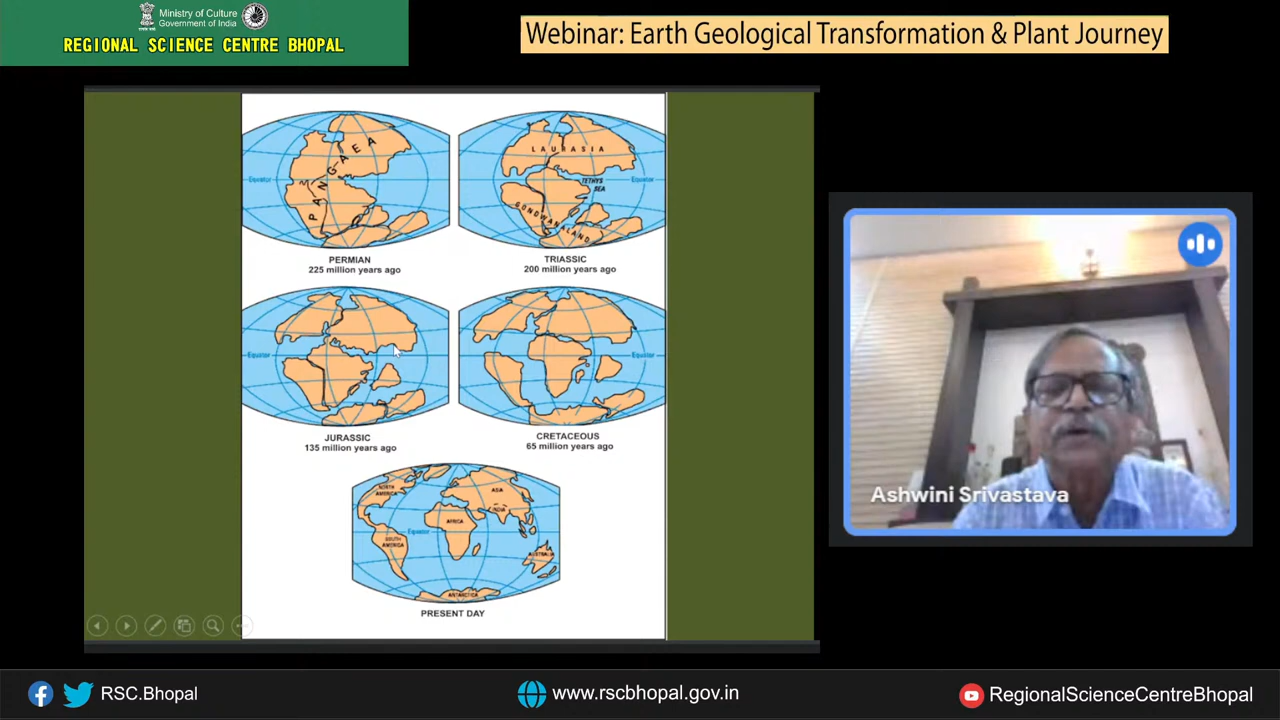 Ministry of Culture
Government of India
REGIONAL SCIENCE CENTRE BHOPAL
Webinar: Earth Geological Transformation & Plant Journey
PANGAEA
Equator
PERMIAN
225 million years ago
LAURASIA
TETHYS
SEA
Equator
GONDWANALAND
TRIASSIC
200 million years ago
Equator
JURASSIC
135 million years ago
Equator
CRETACEOUS
65 million years ago
NORTH
AMERICA
ASIA
INDIA
AFRICA
Equator
SOUTH
AMERICA
AUSTRALIA
ANTARCTICA
PRESENT DAY
Ashwini Srivastava
RSC.Bhopal
www.rscbhopal.gov.in
RegionalScienceCentreBhopal